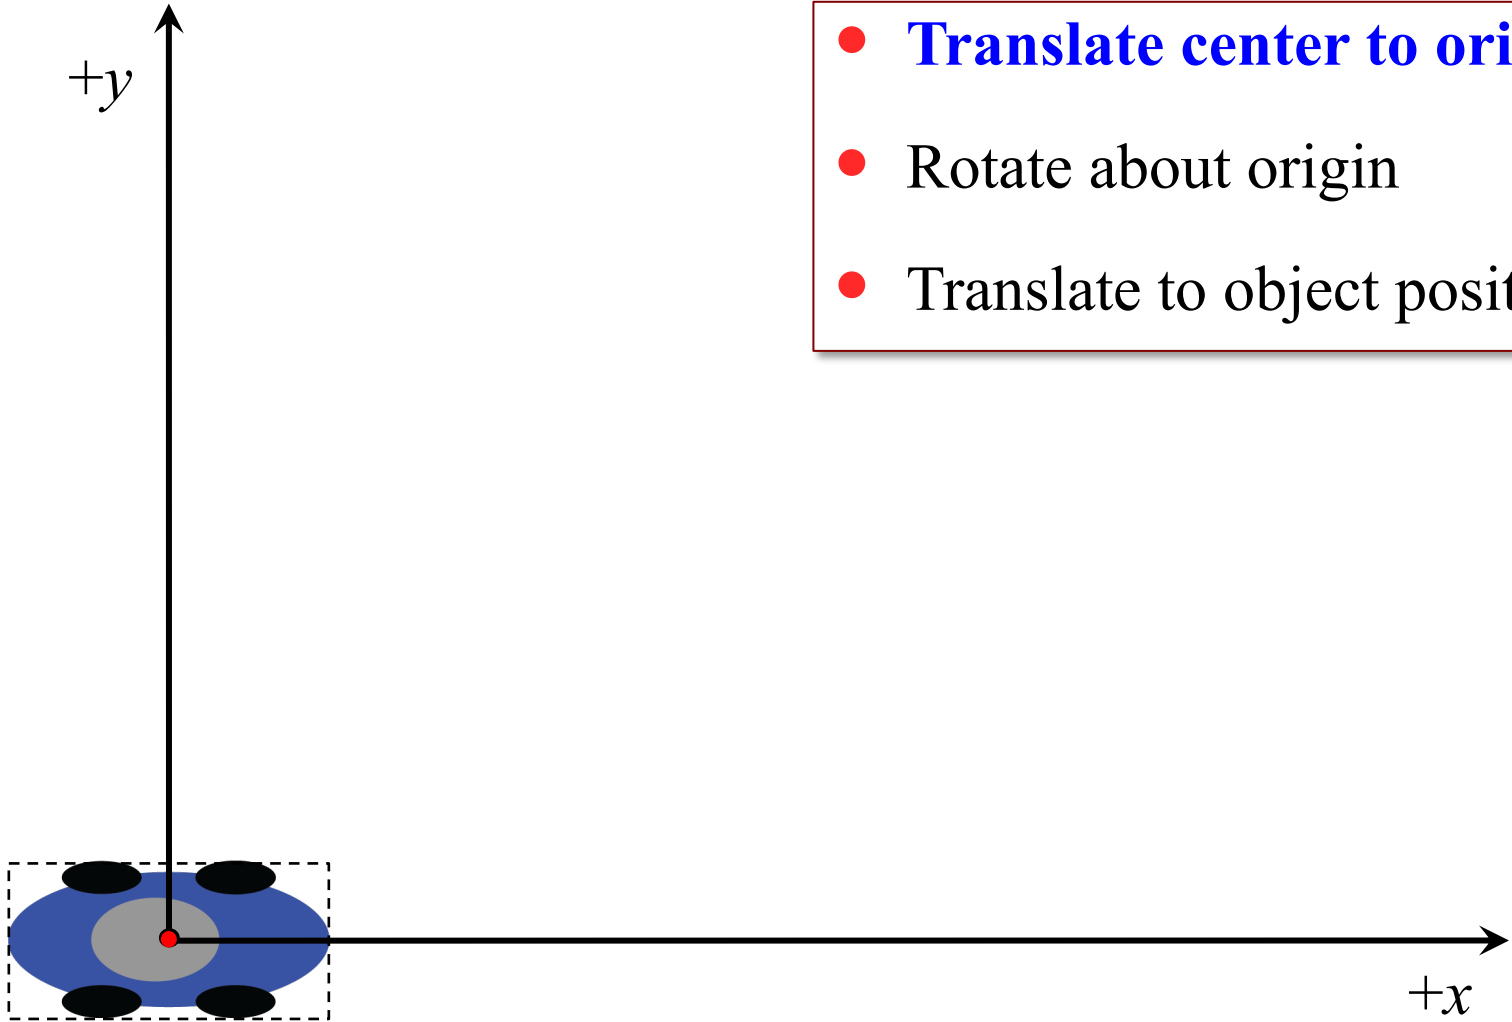 +y
Translate center to ori
Rotate about origin
Translate to object posit
+x